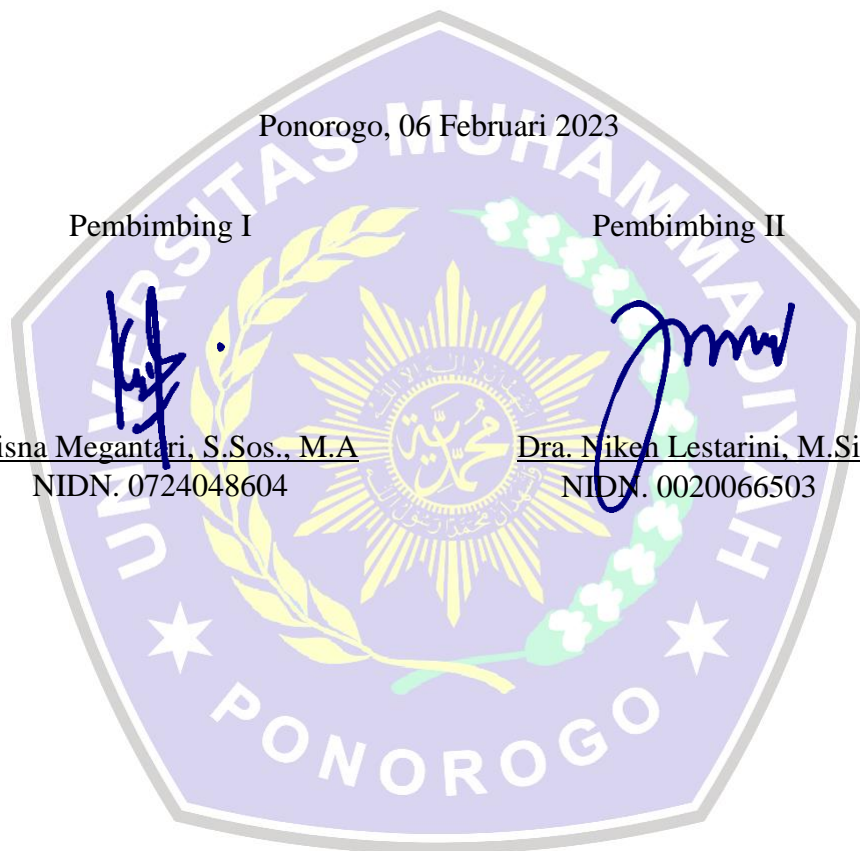 UNIVERSITAS MUHAMMADIYAH
PONOROGO
Ponorogo, 06 Februari 2023
Pembimbing I
Pembimbing II
isna Megantari, S.Sos., M.A
NIDN. 0724048604
Dra. Niken Lestarini, M.Si
NIDN. 0020066503